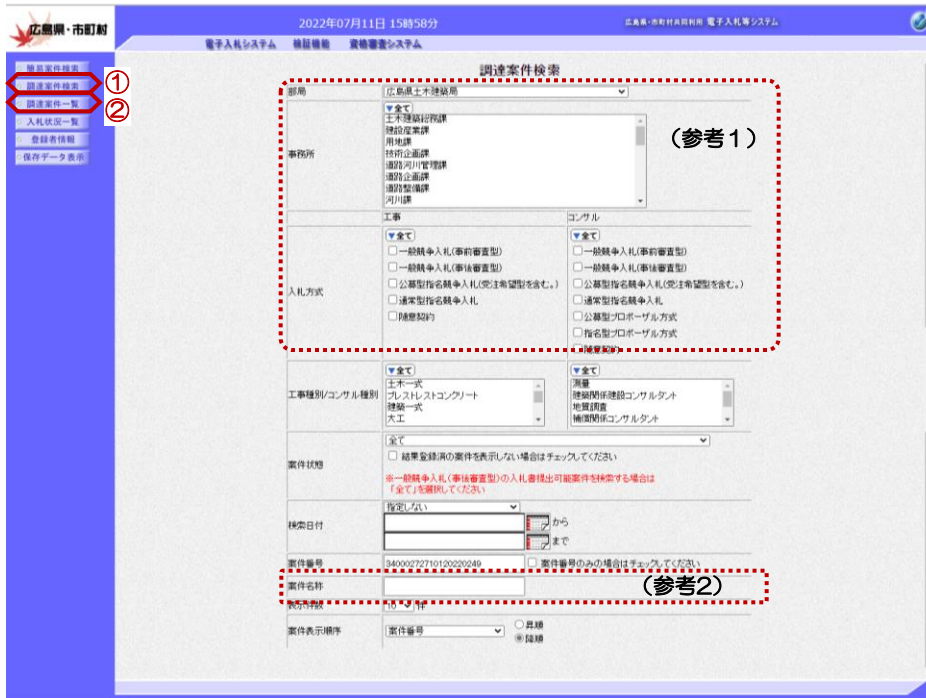 広島県・市町村
2022年07月11日 15時58分
広島県・市町村共同利用 電子入札等システム
電子入札システム 検証機能 資格審査システム
簡易案件検索
調達案件検索 ①
調達案件一覧 ②
入札状況一覧
登録者情報
保存データ表示
調達案件検索
部局 広島県土木建築局
(参考1)
事務所
▼全て
土木建築総務課
建設産業課
用地課
技術企画課
道路河川管理課
道路企画課
道路整備課
河川課
工事 コンサル
入札方式
▼全て ▼全て
一般競争入札(事前審査型) 一般競争入札(事前審査型)
一般競争入札(事後審査型) 一般競争入札(事後審査型)
公募型指名競争入札(受注希望型を含む。) 公募型指名競争入札(受注希望型を含む。)
通常型指名競争入札 通常型指名競争入札
随意契約 公募型プロポーザル方式
指名型プロポーザル方式
随意契約
工事種別/コンサル種別
▼全て ▼全て
土木一式 測量
プレストレストコンクリート 建築関係建設コンサルタント
建築一式 地質調査
大工 補償関係コンサルタント
案件状態
全て
結果登録済の案件を表示しない場合はチェックしてください
※一般競争入札(事後審査型)の入札書提出可能案件を検索する場合は
「全て」を選択してください
検索日付
指定しない
から
まで
案件番号 34000272710120220249 案件番号のみの場合はチェックしてください
案件名称 (参考2)
表示件数 10 件
案件表示順序 案件番号 昇順
降順